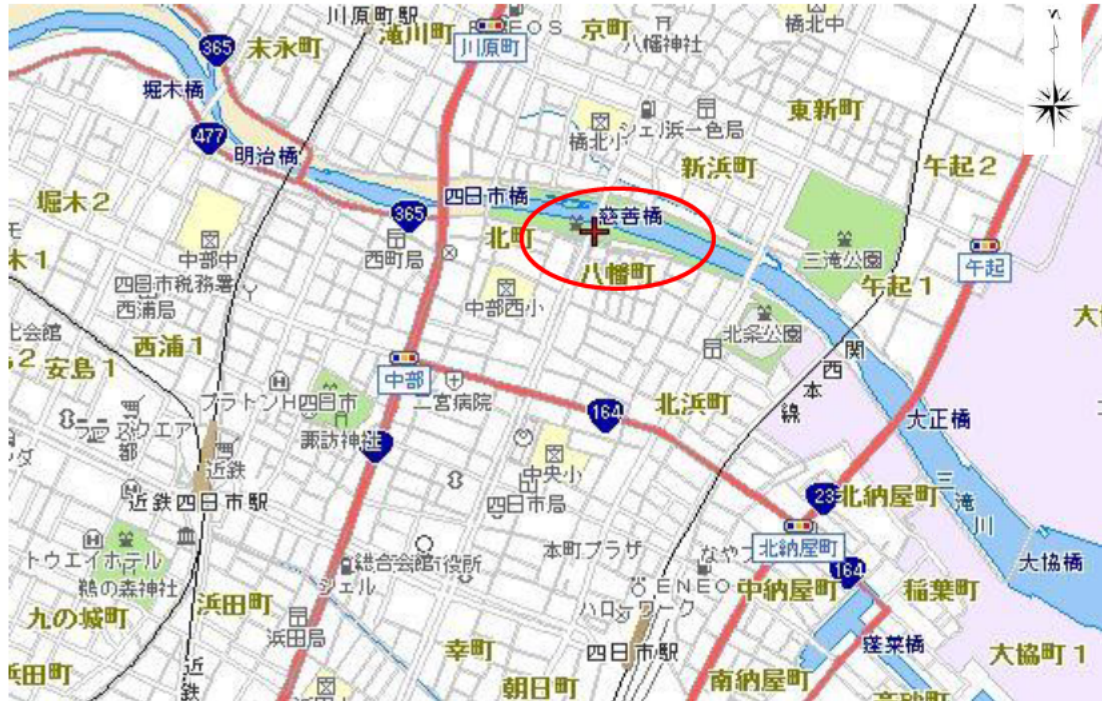 川原町駅
滝川町
ENEOS
京町
八幡神社
橋北中
365
末永町
川原町
堀木橋
東新町
橋北小
シェル
浜一色局
477
明治橋
新浜町
午起2
堀木2
四日市橋
慈善橋
365
北町
中部中
西町局
三滝公園
午起
四日市税務署
八幡町
午起1
西浦局
中部西小
北条公園
西浦1
安島1
関西本線
中部
二宮病院
北浜町
プラトンH四日市
164
大正橋
諏訪神社
近鉄
中央小
四日市局
23
北納屋町
三滝川
近鉄四日市駅
北納屋町
本町プラザ
大協橋
トウエイホテル
総合会館
市役所
164
鵜の森神社
シェル
ENEO
中納屋町
稲葉町
浜田町
ハローワーク
九の城町
浜田局
蓬莱橋
幸町
四日市駅
大協町1
近鉄
朝日町
南納屋町